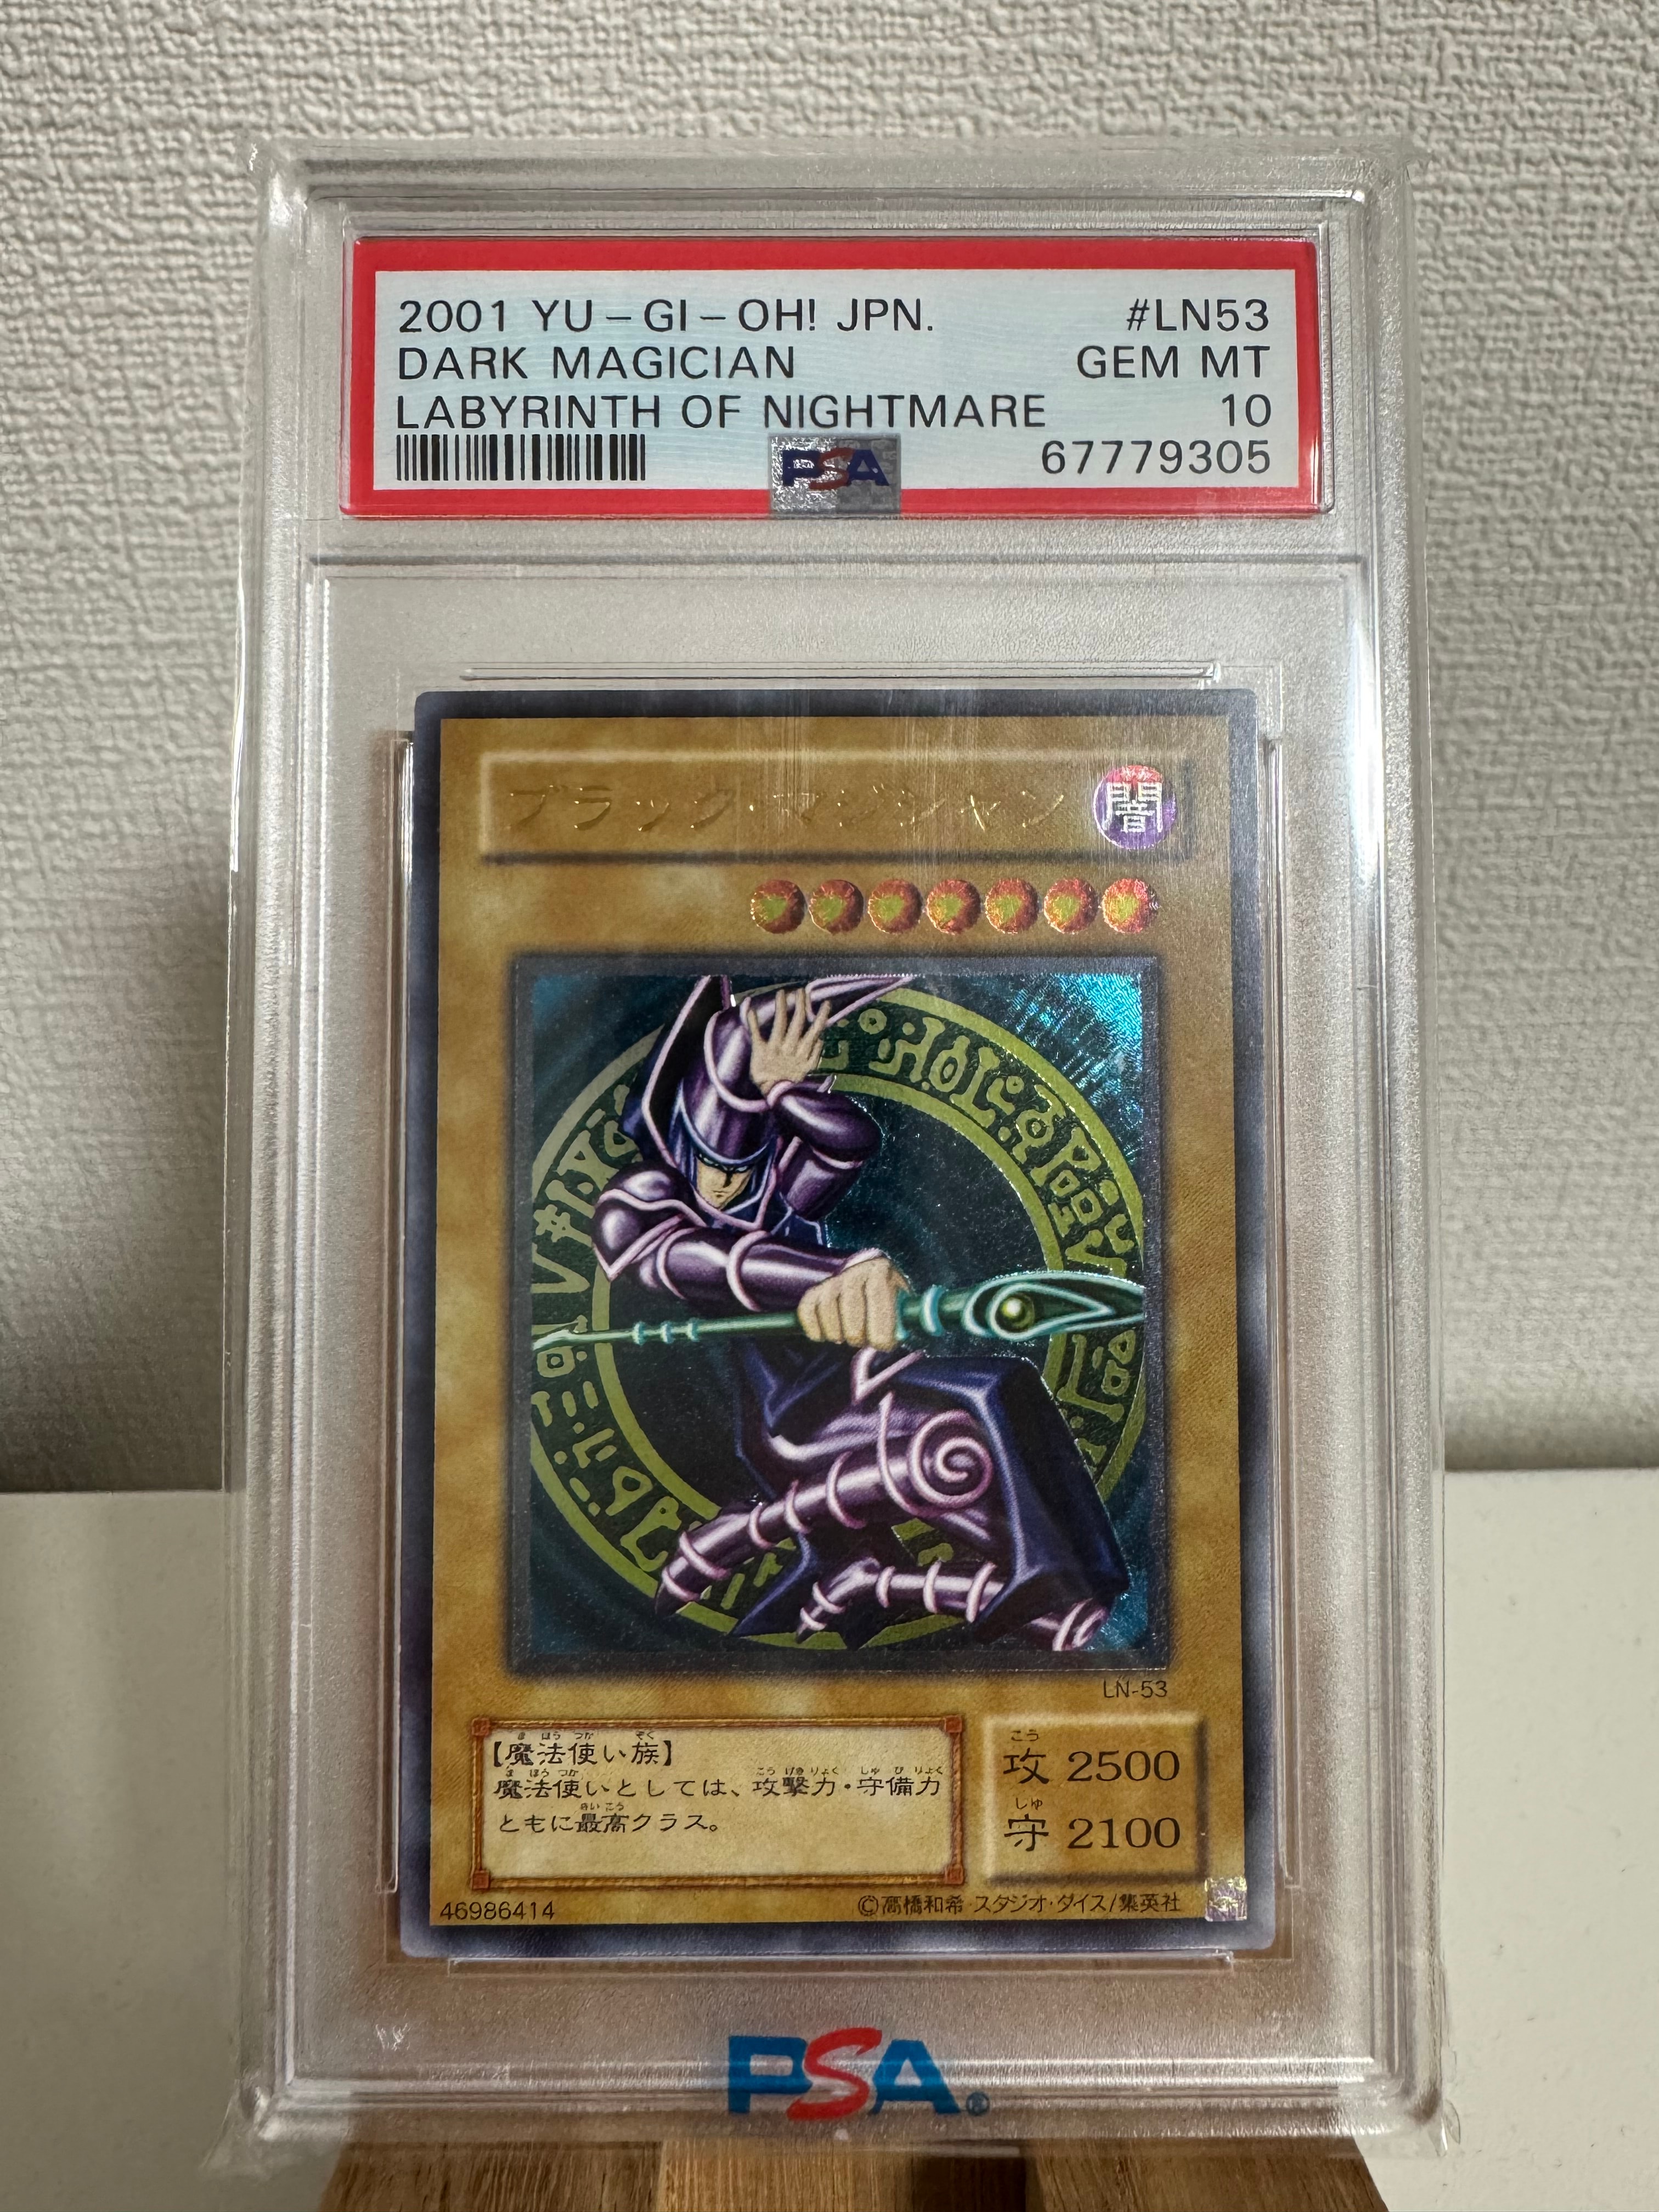 2001 YU-GI-OH! JPN. #LN53
DARK MAGICIAN GEM MT
LABYRINTH OF NIGHTMARE 10
PSA 67779305
ブラック・マジシャン 闇
LN-53
【魔法使い族】
魔法使いとしては、攻撃力・守備力
ともに最高クラス。
攻 2500
守 2100
46986414 ©高橋和希 スタジオ・ダイス/集英社
PSA®